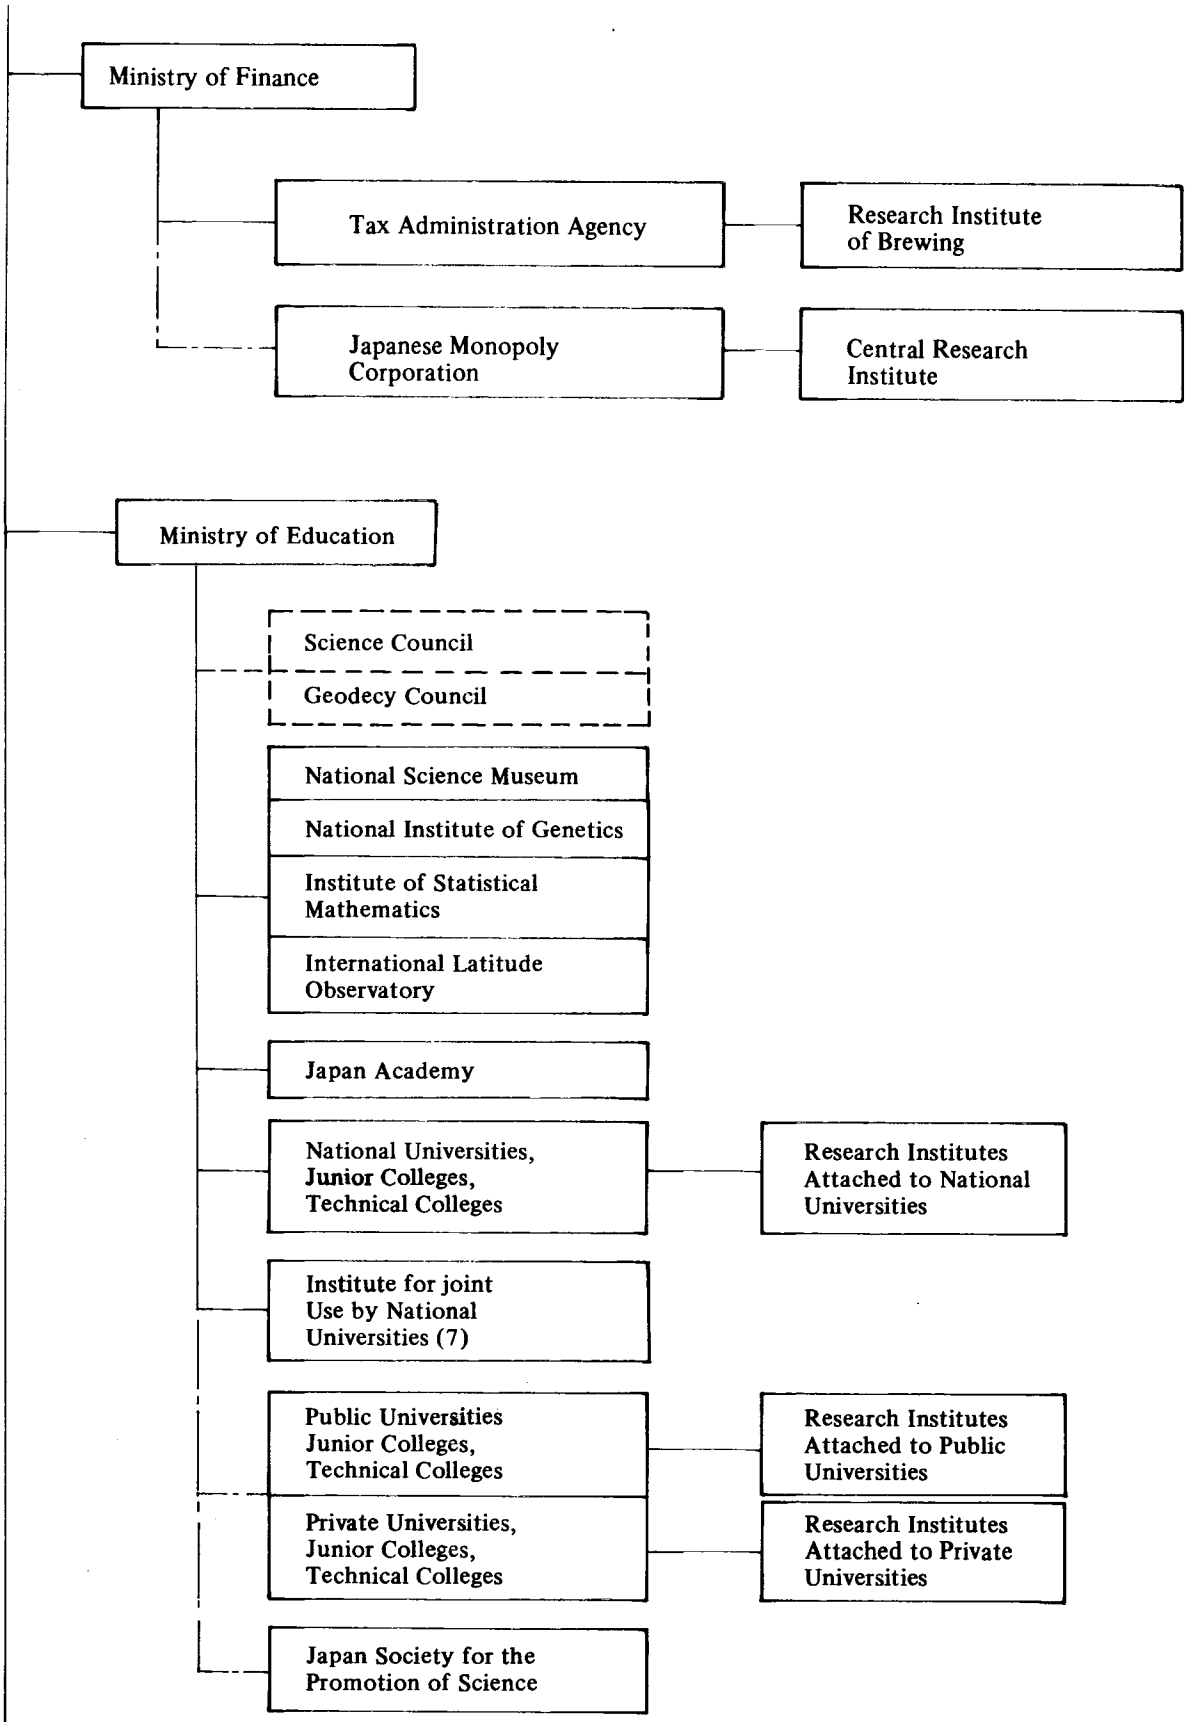 Ministry of Finance
Tax Administration Agency
Research Institute
of Brewing
Japanese Monopoly
Corporation
Central Research
Institute
Ministry of Education
Science Council
Geodecy Council
National Science Museum
National Institute of Genetics
Institute of Statistical
Mathematics
International Latitude
Observatory
Japan Academy
National Universities,
Junior Colleges,
Technical Colleges
Research Institutes
Attached to National
Universities
Institute for joint
Use by National
Universities (7)
Public Universities
Junior Colleges,
Technical Colleges
Research Institutes
Attached to Public
Universities
Private Universities,
Junior Colleges,
Technical Colleges
Research Institutes
Attached to Private
Universities
Japan Society for the
Promotion of Science